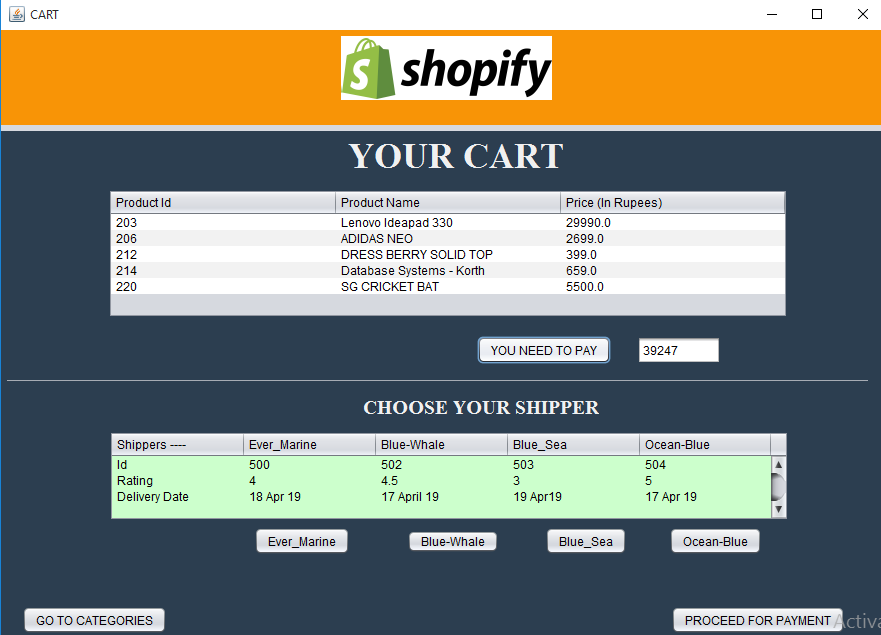 CART
shopify
YOUR CART
Product Id Product Name Price (In Rupees)
203 Lenovo Ideapad 330 29990.0
206 ADIDAS NEO 2699.0
212 DRESS BERRY SOLID TOP 399.0
214 Database Systems - Korth 659.0
220 SG CRICKET BAT 5500.0
YOU NEED TO PAY 39247
CHOOSE YOUR SHIPPER
Shippers ---- Ever_Marine Blue-Whale Blue_Sea Ocean-Blue
Id 500 502 503 504
Rating 4 4.5 3 5
Delivery Date 18 Apr 19 17 April 19 19 Apr19 17 Apr 19
Ever_Marine Blue-Whale Blue_Sea Ocean-Blue
GO TO CATEGORIES PROCEED FOR PAYMENT Activa